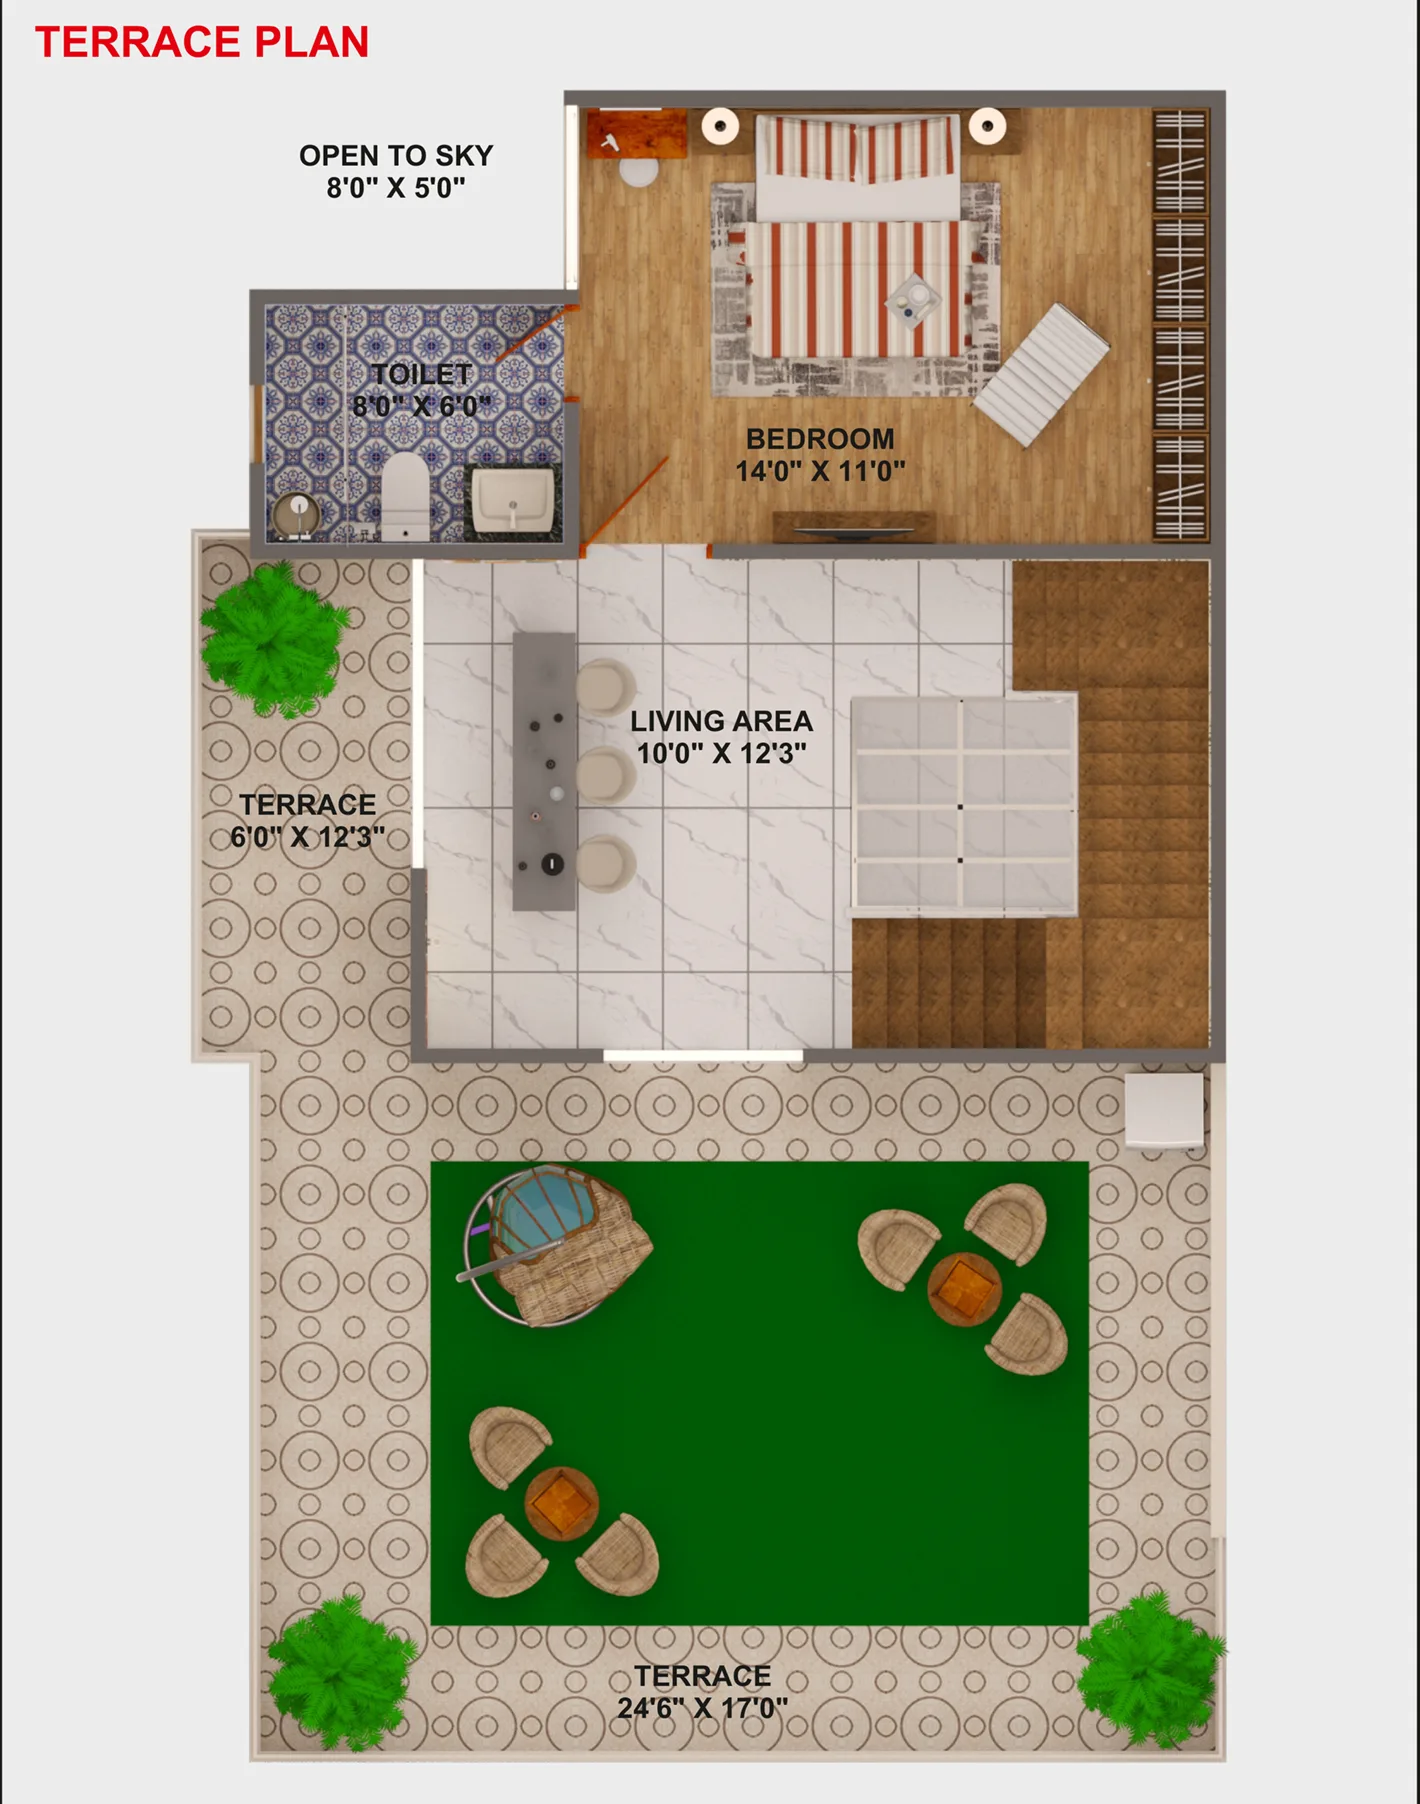 TERRACE PLAN
OPEN TO SKY
8'0" X 5'0"
TOILET
8'0" X 6'0"
BEDROOM
14'0" X 11'0"
LIVING AREA
10'0" X 12'3"
TERRACE
6'0" X 12'3"
TERRACE
24'6" X 17'0"